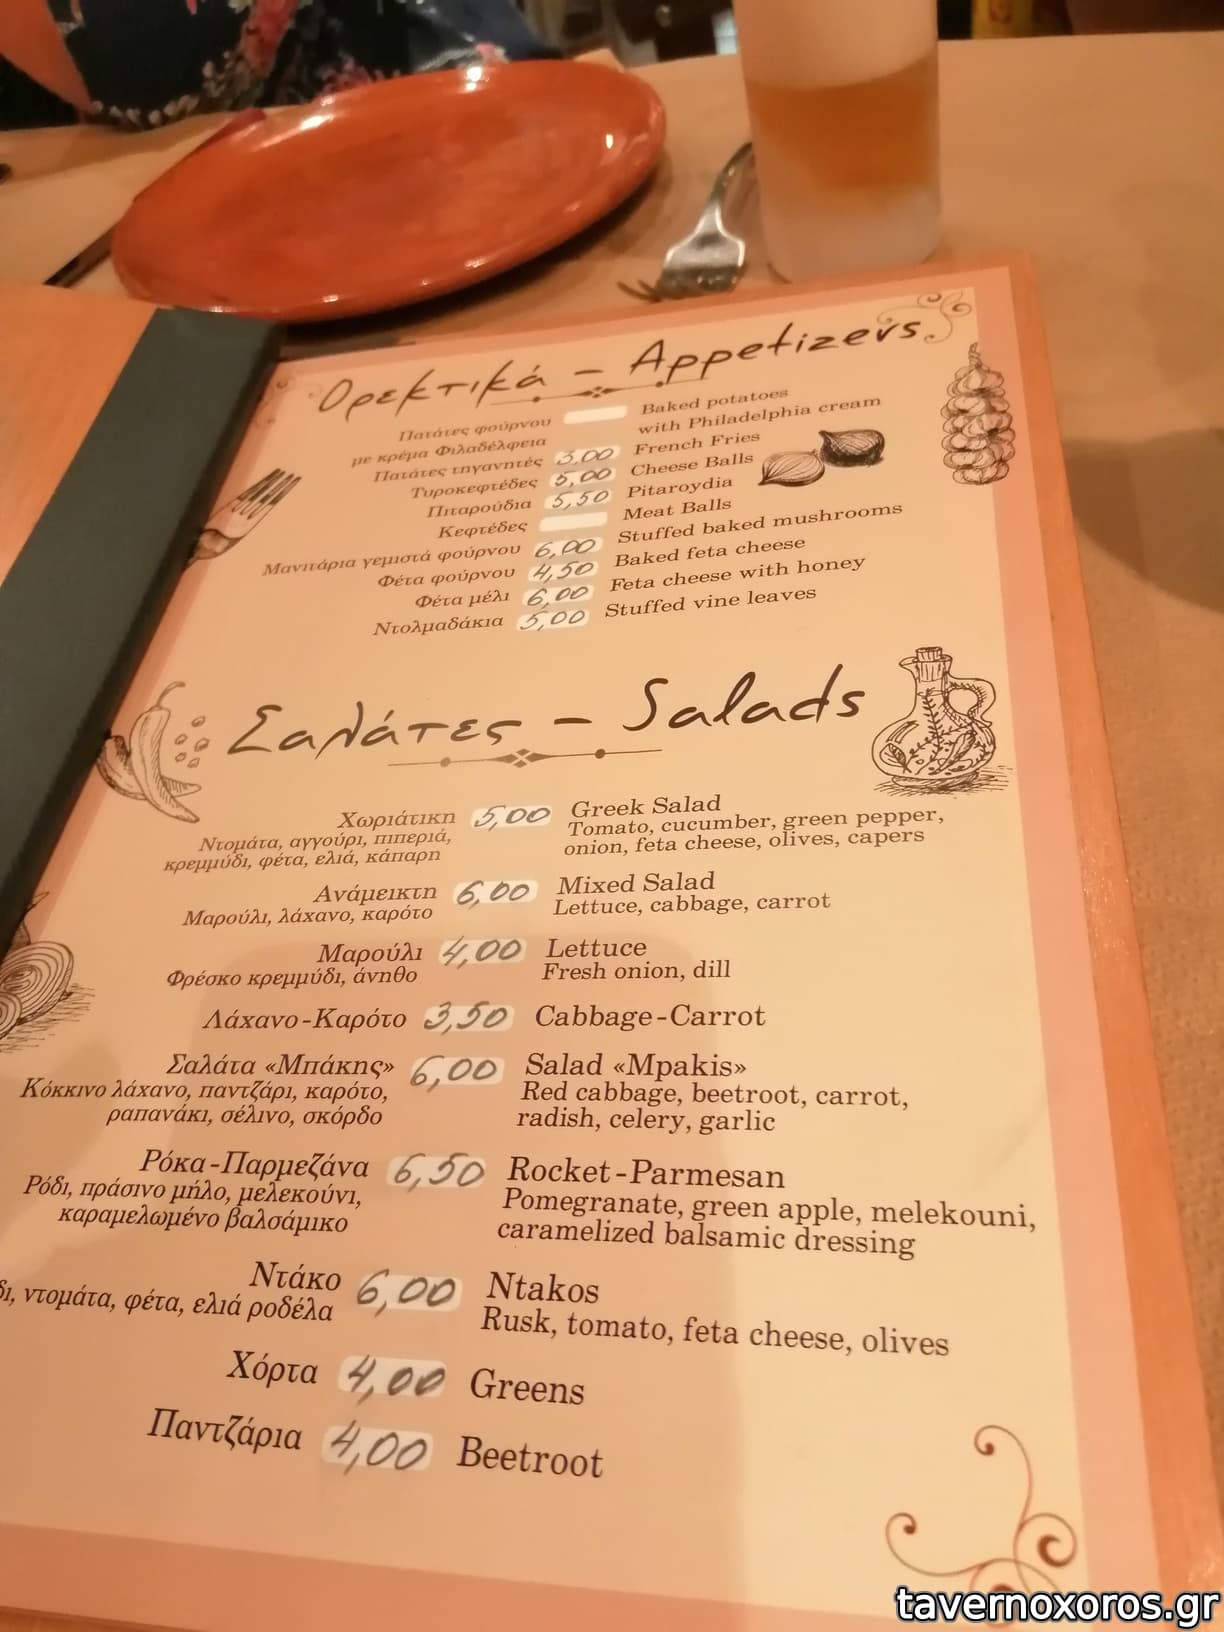 Ορεκτικά - Appetizers
Πατάτες φούρνου Baked potatoes
με κρέμα Φιλαδέλφεια with Philadelphia cream
Πατάτες τηγανητές 3,00 French Fries
Τυροκεφτέδες 5,00 Cheese Balls
Πιταρούδια 5,50 Pitaroydia
Κεφτέδες Meat Balls
Μανιτάρια γεμιστά φούρνου 6,00 Stuffed baked mushrooms
Φέτα φούρνου 4,50 Baked feta cheese
Φέτα μέλι 6,00 Feta cheese with honey
Ντολμαδάκια 5,00 Stuffed vine leaves
Σαλάτες - Salads
Χωριάτικη 5,00 Greek Salad
Ντομάτα, αγγούρι, πιπεριά, Tomato, cucumber, green pepper,
κρεμμύδι, φέτα, ελιά, κάπαρη onion, feta cheese, olives, capers
Ανάμεικτη 6,00 Mixed Salad
Μαρούλι, λάχανο, καρότο Lettuce, cabbage, carrot
Μαρούλι 4,00 Lettuce
Φρέσκο κρεμμύδι, άνηθο Fresh onion, dill
Λάχανο-Καρότο 3,50 Cabbage-Carrot
Σαλάτα «Μπάκης» 6,00 Salad «Mpakis»
Κόκκινο λάχανο, παντζάρι, καρότο, Red cabbage, beetroot, carrot,
ραπανάκι, σέλινο, σκόρδο radish, celery, garlic
Ρόκα-Παρμεζάνα 6,50 Rocket-Parmesan
Ρόδι, πράσινο μήλο, μελεκούνι, Pomegranate, green apple, melekouni,
καραμελωμένο βαλσάμικο caramelized balsamic dressing
Ντάκο 6,00 Ntakos
ντομάτα, φέτα, ελιά ροδέλα Rusk, tomato, feta cheese, olives
Χόρτα 4,00 Greens
Παντζάρια 4,00 Beetroot
tavernoxoros.gr